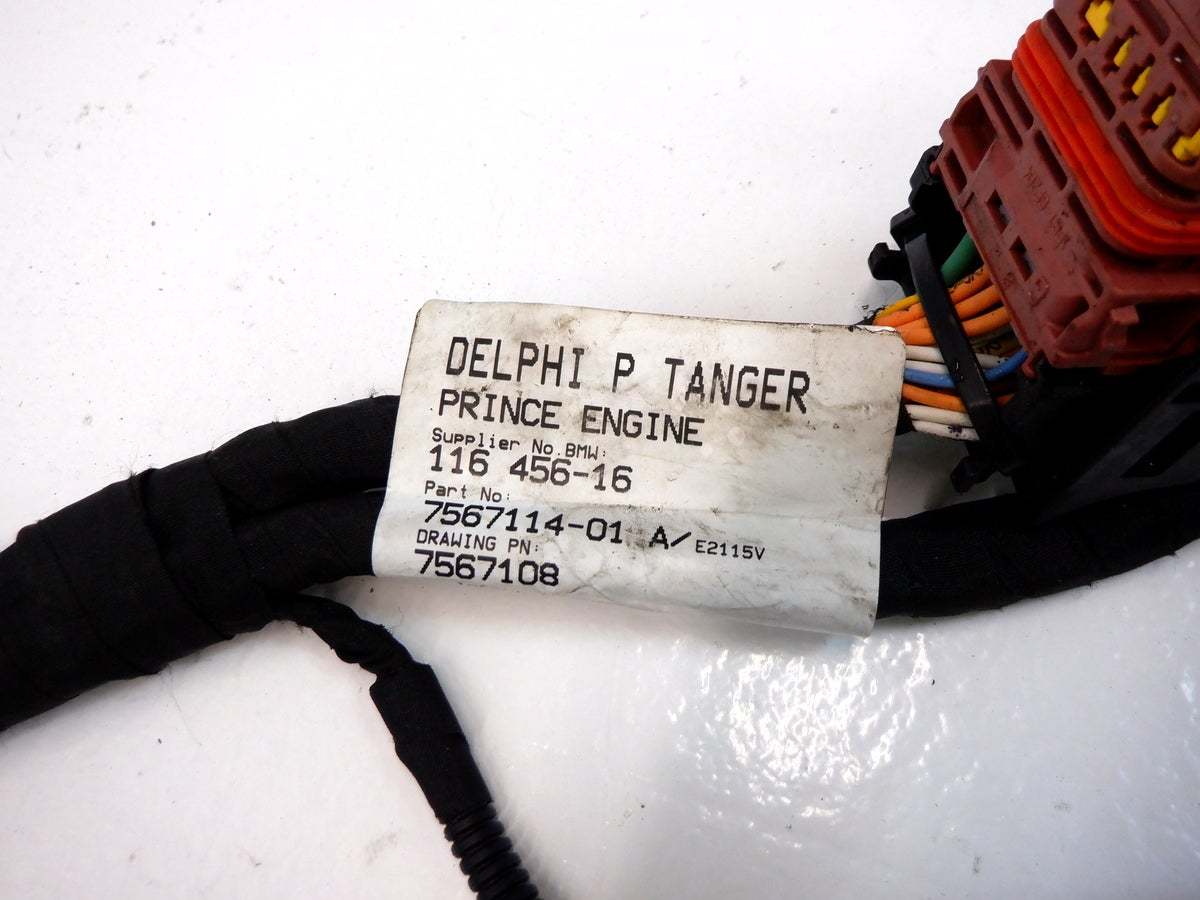 DELPHI P TANGER
PRINCE ENGINE
Supplier No.BMW:
116 456-16
Part No:
7567114-01 A/ E2115V
DRAWING PN:
7567108